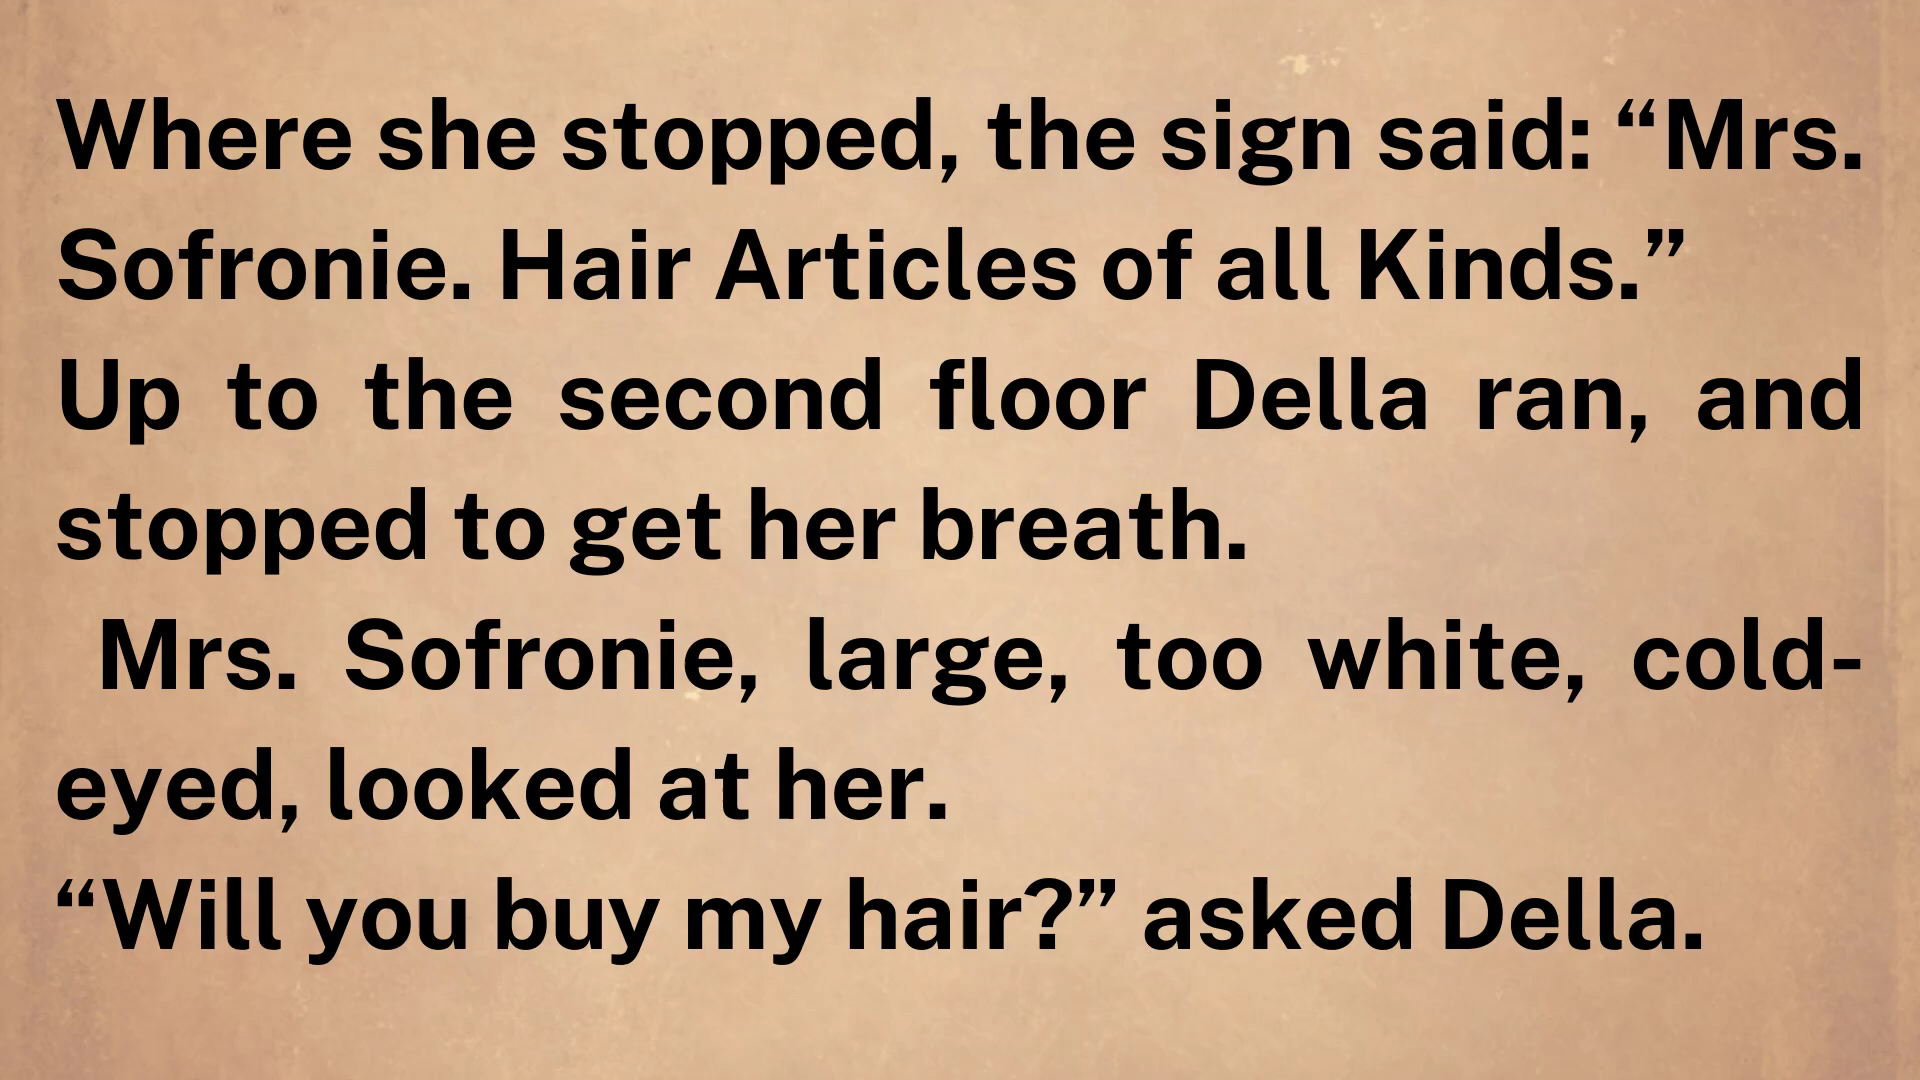 Where she stopped, the sign said: “Mrs.
Sofronie. Hair Articles of all Kinds.”
Up to the second floor Della ran, and
stopped to get her breath.
Mrs. Sofronie, large, too white, cold-
eyed, looked at her.
“Will you buy my hair?” asked Della.